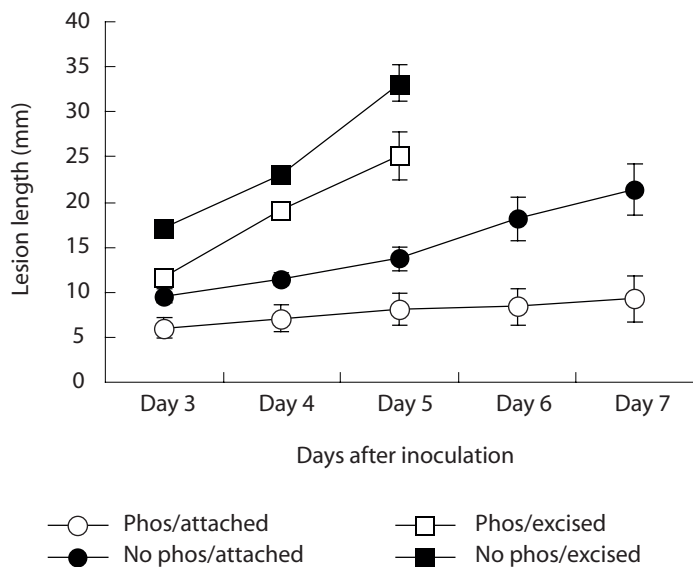 40
35
30
25
20
15
10
5
0
Lesion length (mm)
Day 3 Day 4 Day 5 Day 6 Day 7
Days after inoculation
Phos/attached Phos/excised
No phos/attached No phos/excised